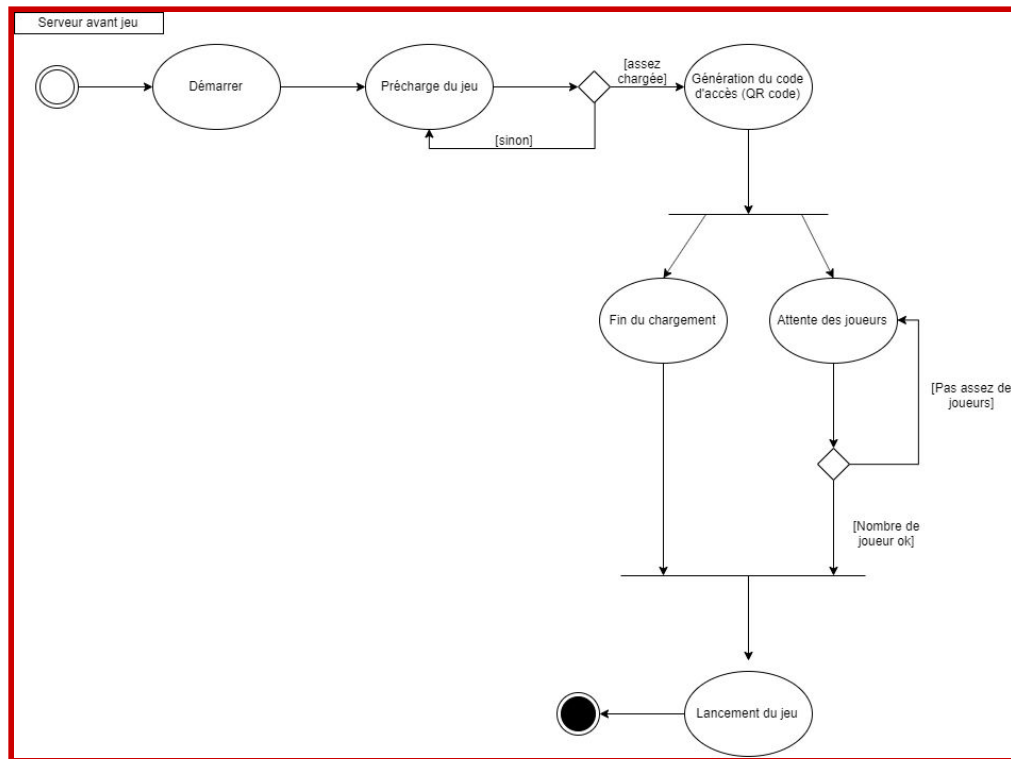 Serveur avant jeu
Démarrer
Précharge du jeu
[assez
chargée]
Génération du code
d'accès (QR code)
[sinon]
Fin du chargement
Attente des joueurs
[Pas assez de
joueurs]
[Nombre de
joueur ok]
Lancement du jeu